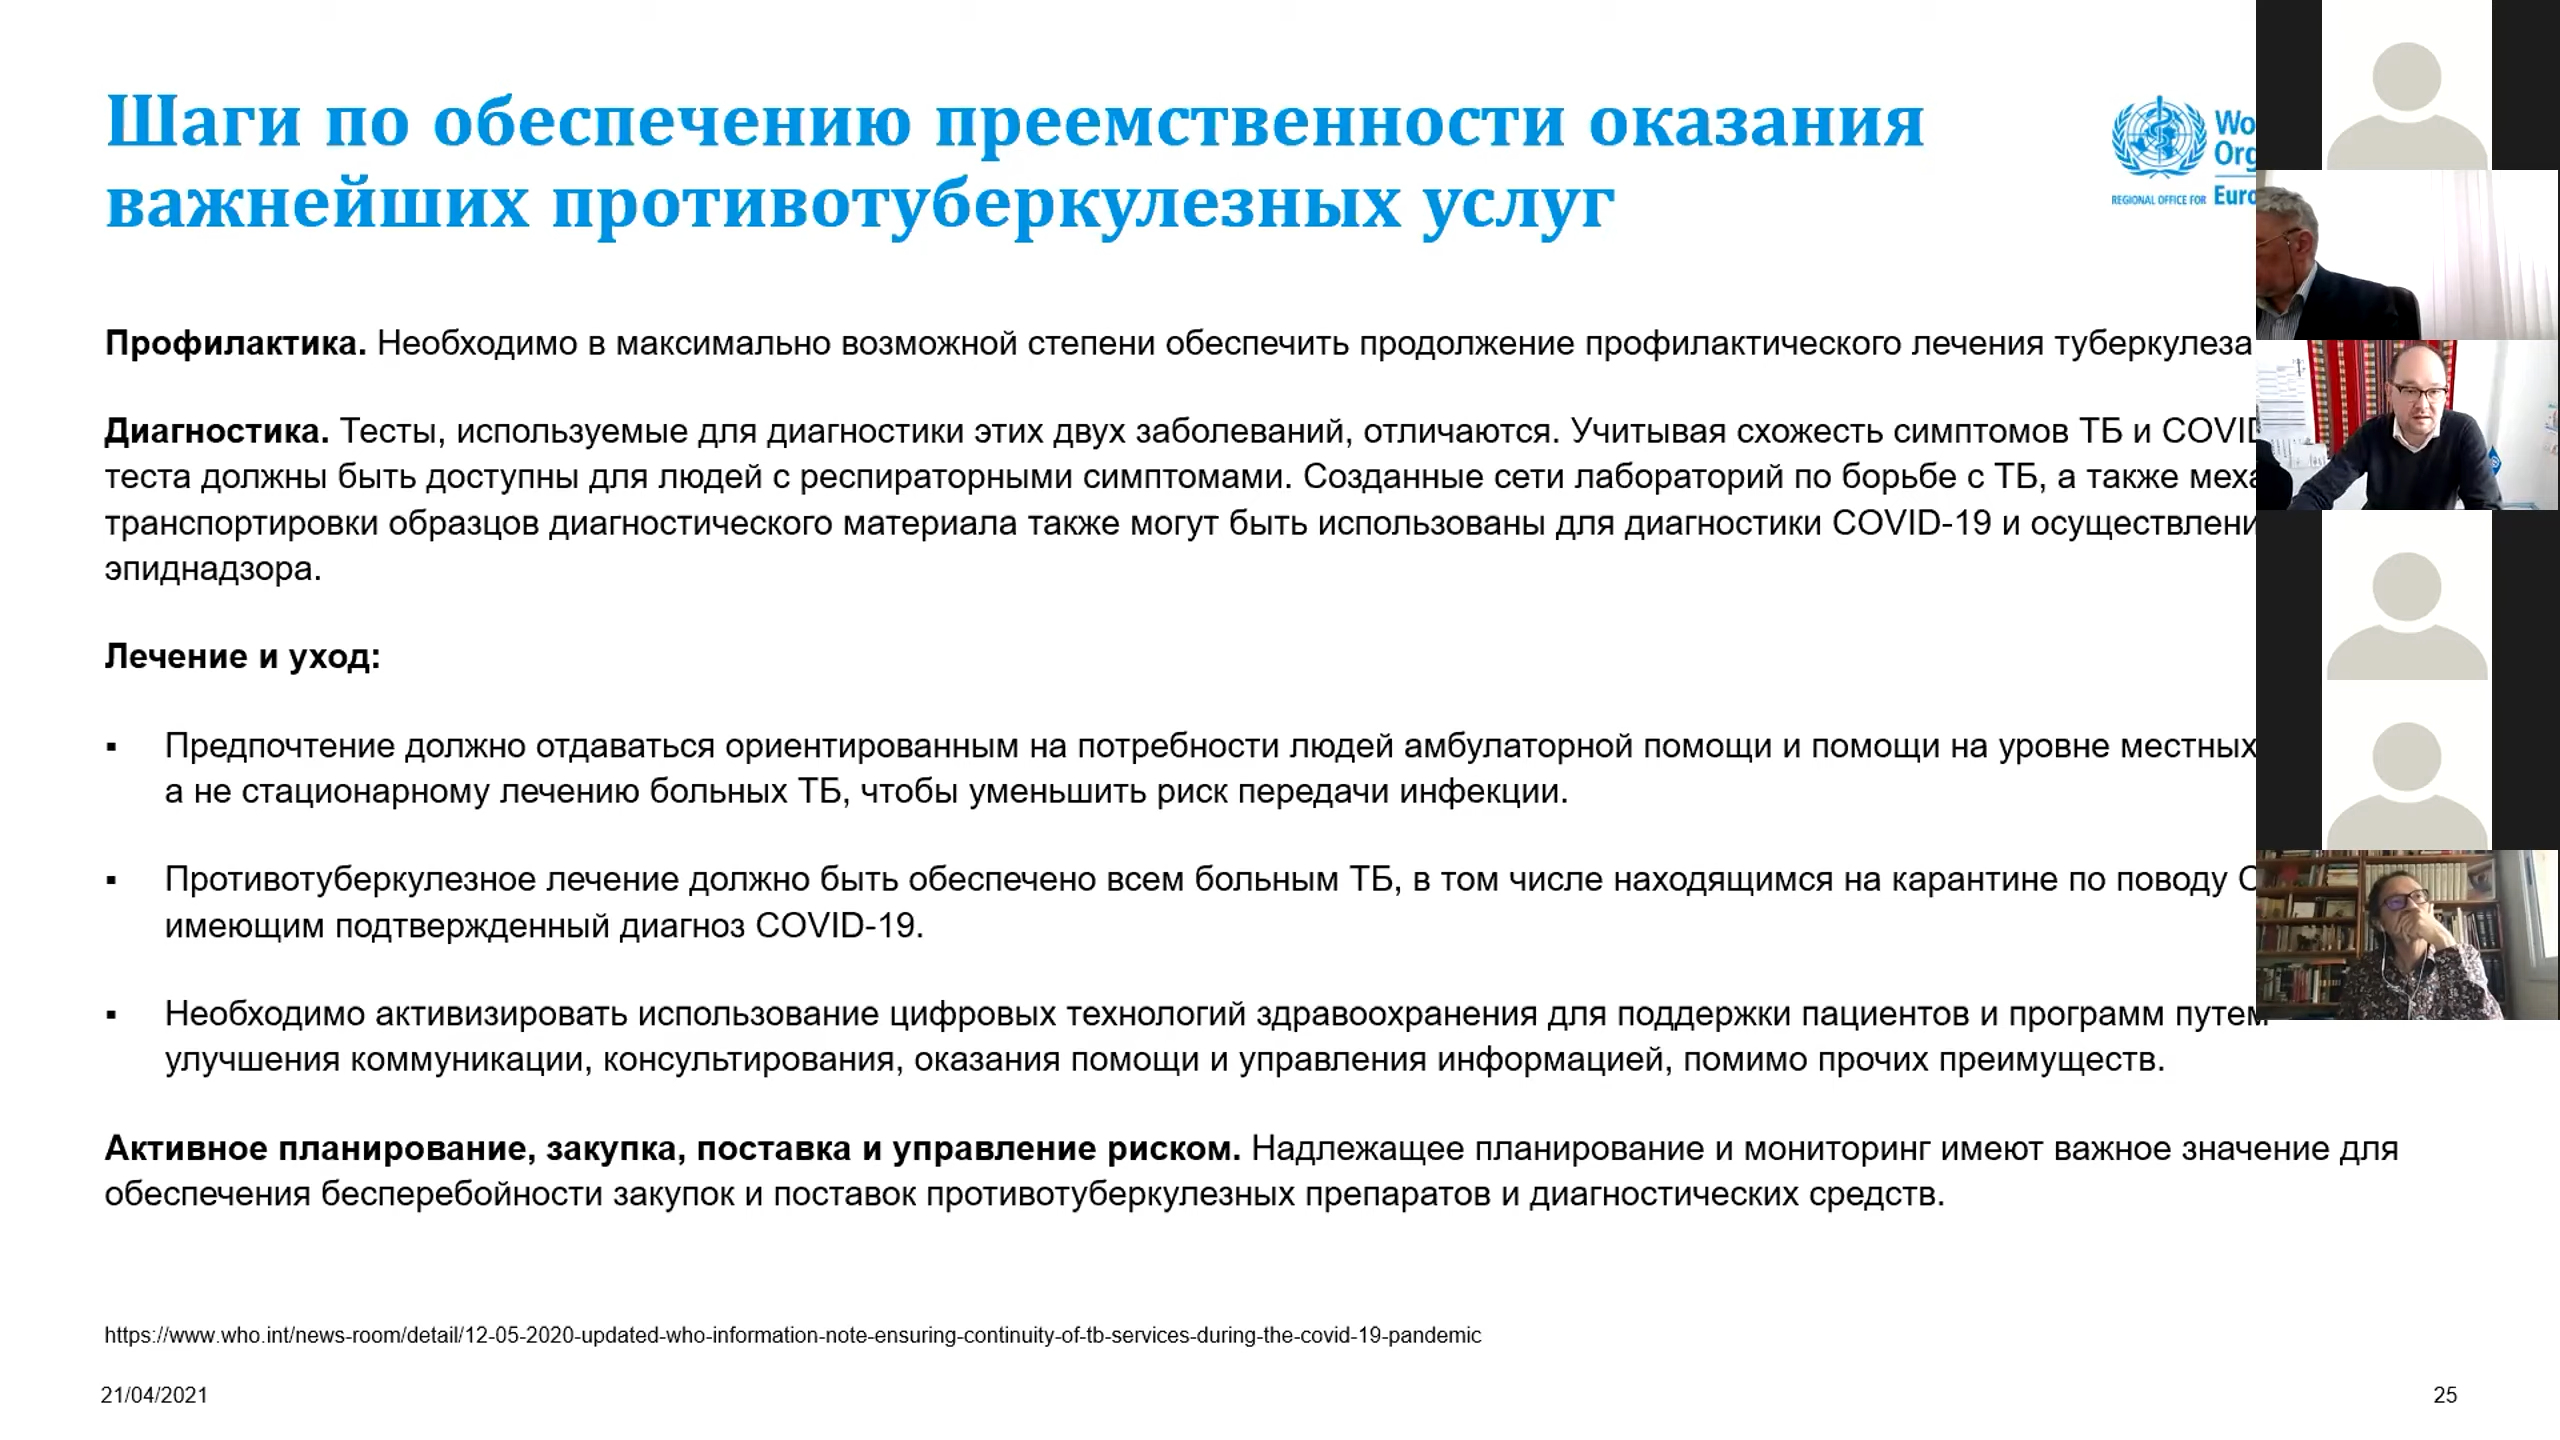 Шаги по обеспечению преемственности оказания
важнейших противотуберкулезных услуг
REGIONAL OFFICE FOR
Профилактика. Необходимо в максимально возможной степени обеспечить продолжение профилактического лечения туберкулеза
Диагностика. Тесты, используемые для диагностики этих двух заболеваний, отличаются. Учитывая схожесть симптомов ТБ и
теста должны быть доступны для людей с респираторными симптомами. Созданные сети лабораторий по борьбе с ТБ, а также
транспортировки образцов диагностического материала также могут быть использованы для диагностики COVID-19 и
эпиднадзора.
Лечение и уход:
▪ Предпочтение должно отдаваться ориентированным на потребности людей амбулаторной помощи и помощи на уровне местных
а не стационарному лечению больных ТБ, чтобы уменьшить риск передачи инфекции.
▪ Противотуберкулезное лечение должно быть обеспечено всем больным ТБ, в том числе находящимся на карантине по поводу
имеющим подтвержденный диагноз COVID-19.
▪ Необходимо активизировать использование цифровых технологий здравоохранения для поддержки пациентов и программ путем
улучшения коммуникации, консультирования, оказания помощи и управления информацией, помимо прочих преимуществ.
Активное планирование, закупка, поставка и управление риском. Надлежащее планирование и мониторинг имеют важное значение для
обеспечения бесперебойности закупок и поставок противотуберкулезных препаратов и диагностических средств.
https://www.who.int/news-room/detail/12-05-2020-updated-who-information-note-ensuring-continuity-of-tb-services-during-the-covid-19-pandemic
21/04/2021
25